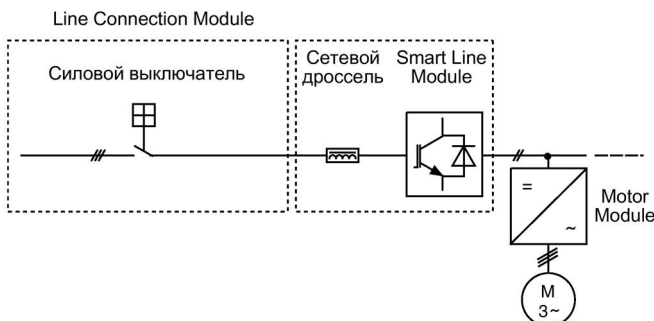 Line Connection Module
Силовой выключатель
Сетевой
дроссель
Smart Line
Module
=
~
Motor
Module
M
3~